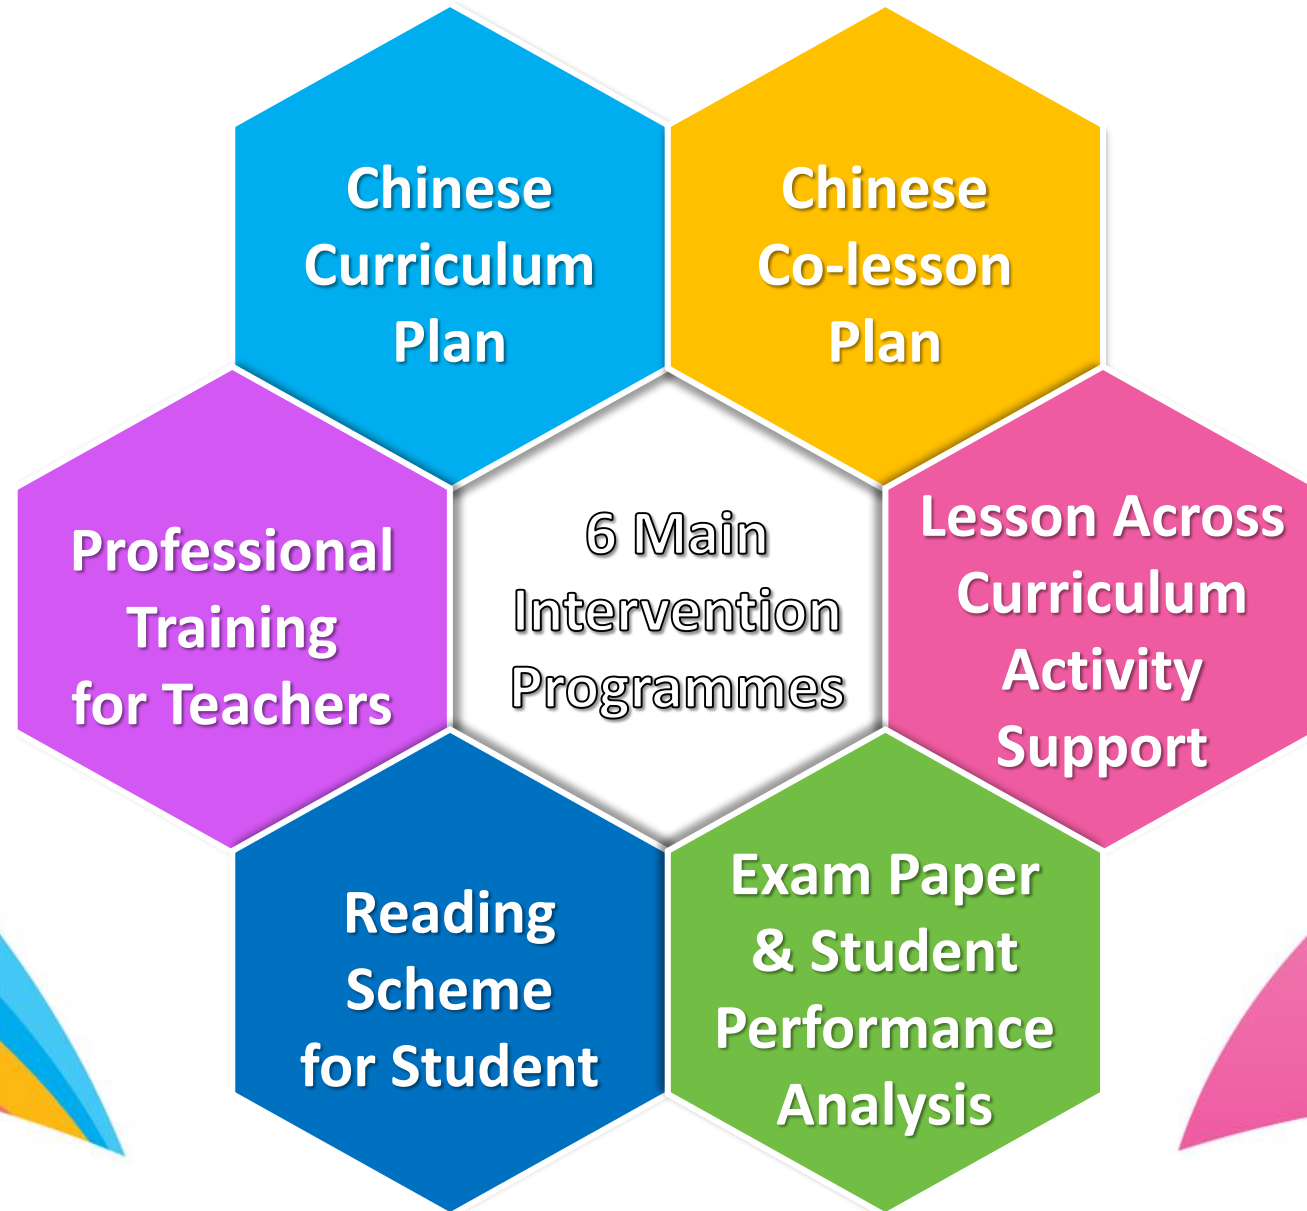 Chinese
Curriculum
Plan
Chinese
Co-lesson
Plan
Professional
Training
for Teachers
6 Main
Intervention
Programmes
Lesson Across
Curriculum
Activity
Support
Reading
Scheme
for Student
Exam Paper
& Student
Performance
Analysis